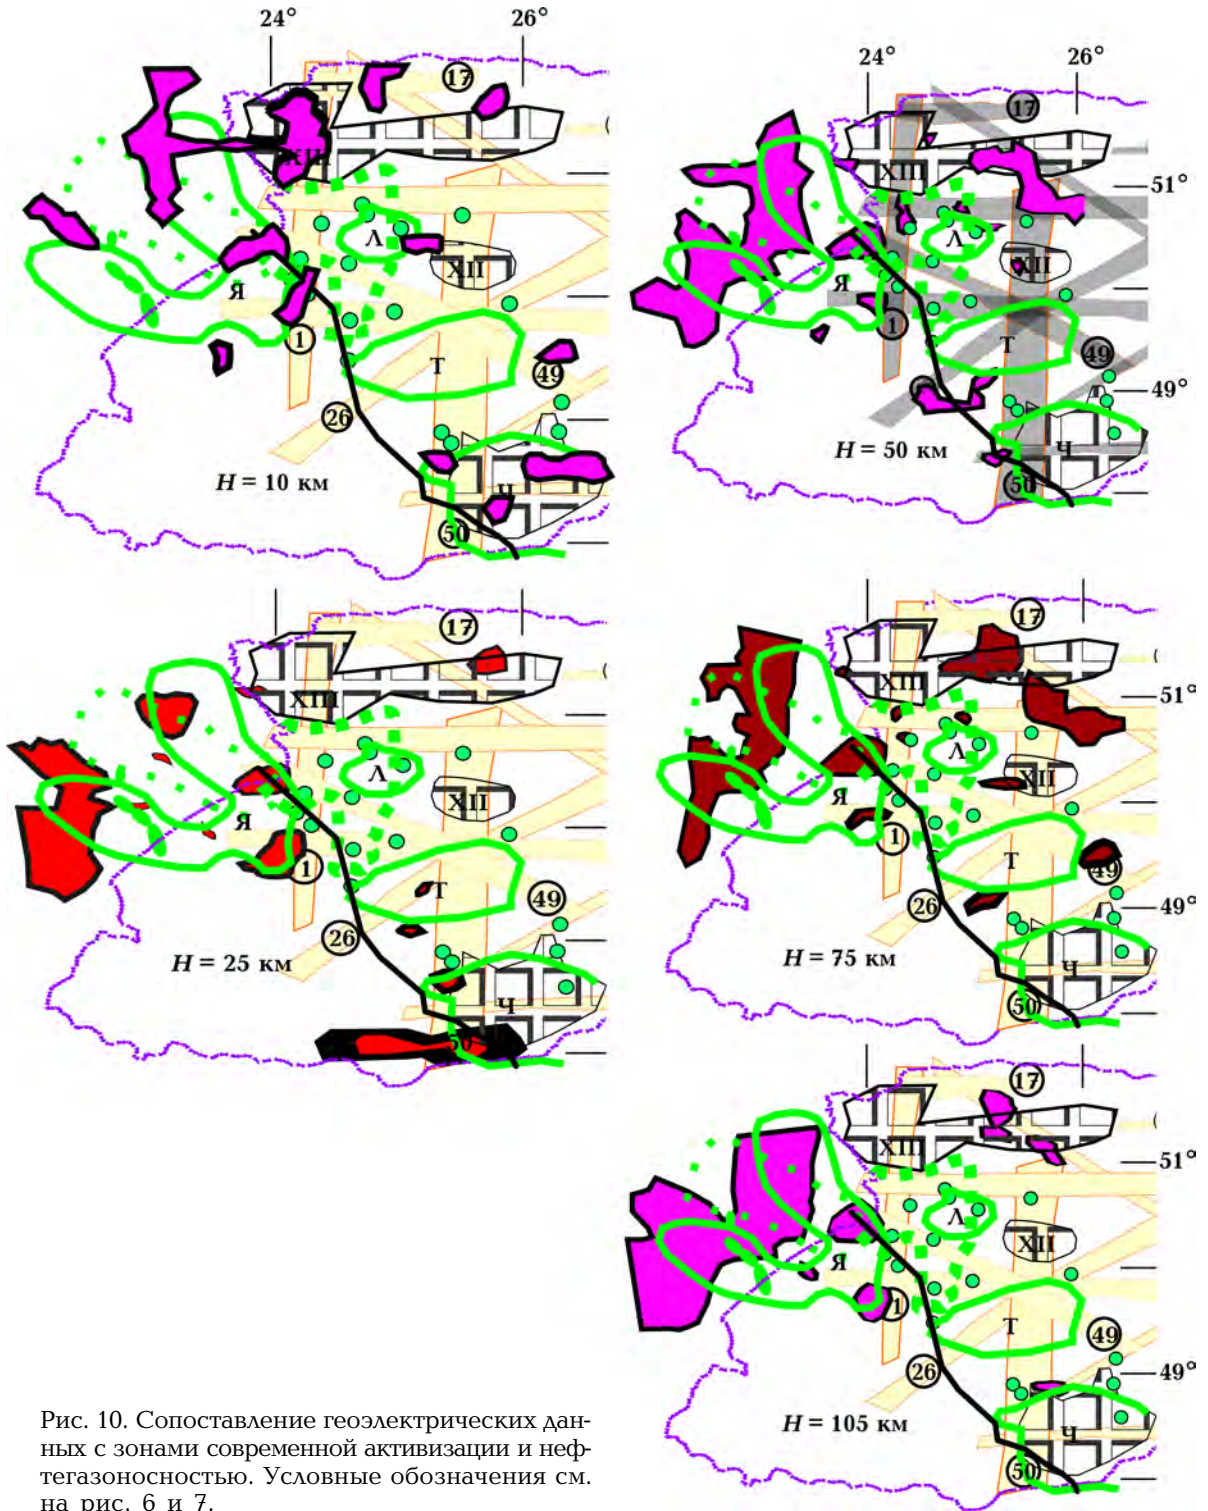 24° 26°
17
XIII
Λ
XII
Я
1
Т
49
26
H = 10 км
Ч
50
24° 26°
17
51°
XIII
Λ
XII
Я
1
Т
49
49°
H = 50 км
Ч
50
17
XIII
Λ
XII
Я
1
Т
49
26
H = 25 км
Ч
50
17
51°
XIII
Λ
XII
Я
1
Т
49
26
49°
H = 75 км
Ч
50
17
51°
XIII
Λ
XII
Я
1
Т
49
26
49°
H = 105 км
Ч
50
Рис. 10. Сопоставление геоэлектрических дан-
ных с зонами современной активизации и неф-
тегазоносностью. Условные обозначения см.
на рис. 6 и 7.